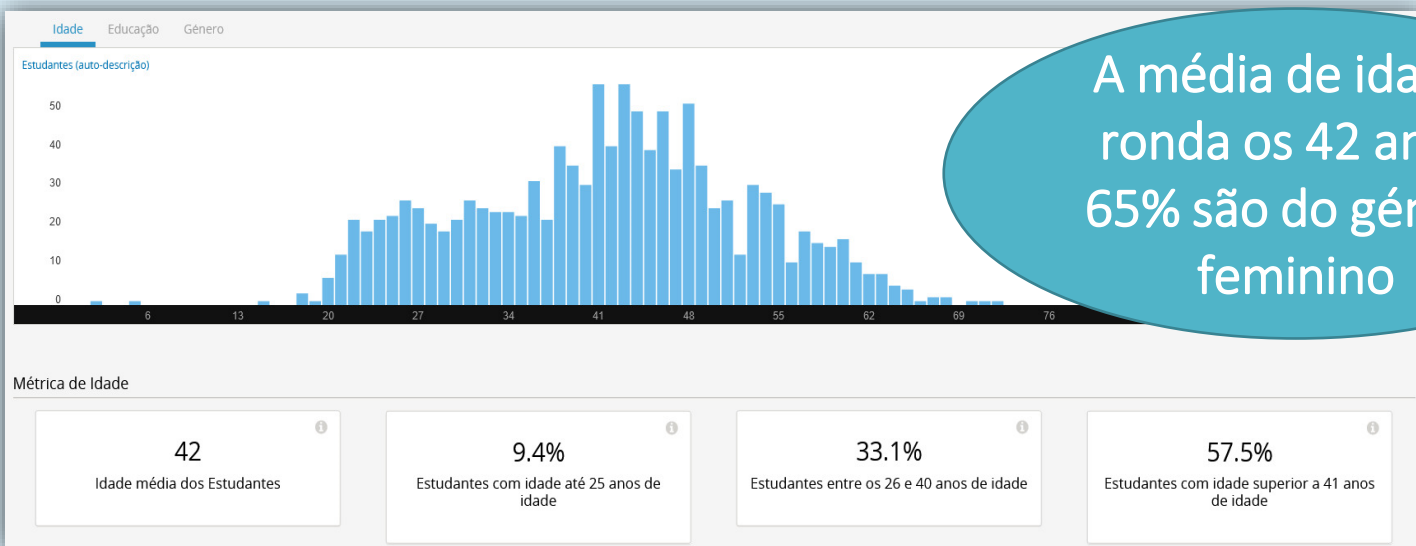 Idade Educação Género
Estudantes (auto-descrição)
50
40
30
20
10
0
6 13 20 27 34 41 48 55 62 69 76
A média de ida
ronda os 42 an
65% são do gén
feminino
Métrica de Idade
42
Idade média dos Estudantes
9.4%
Estudantes com idade até 25 anos de
idade
33.1%
Estudantes entre os 26 e 40 anos de idade
57.5%
Estudantes com idade superior a 41 anos
de idade